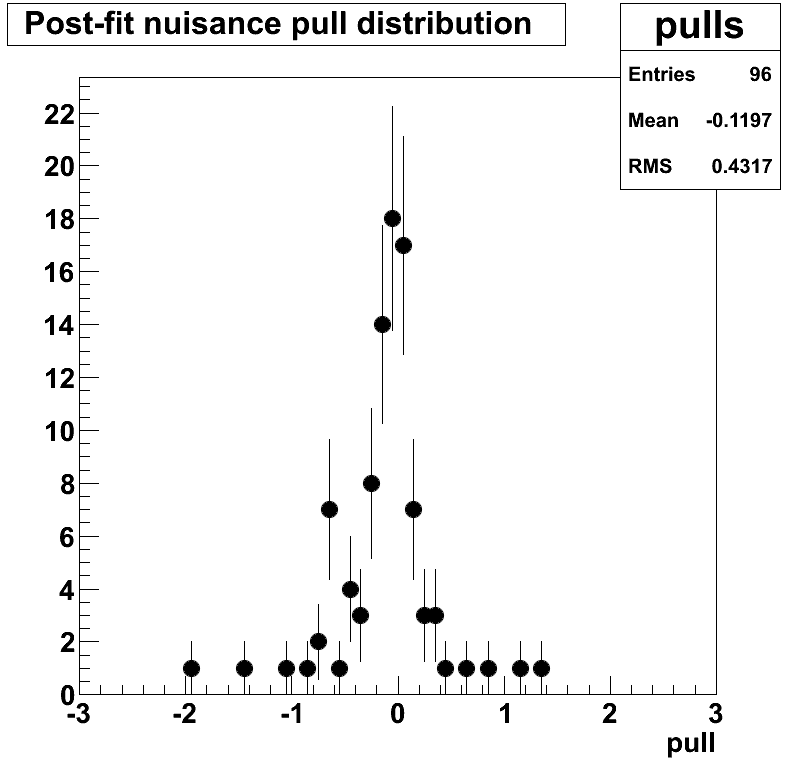 Post-fit nuisance pull distribution
pulls
Entries 96
Mean -0.1197
RMS 0.4317
22
20
18
16
14
12
10
8
6
4
2
0
-3 -2 -1 0 1 2 3
pull